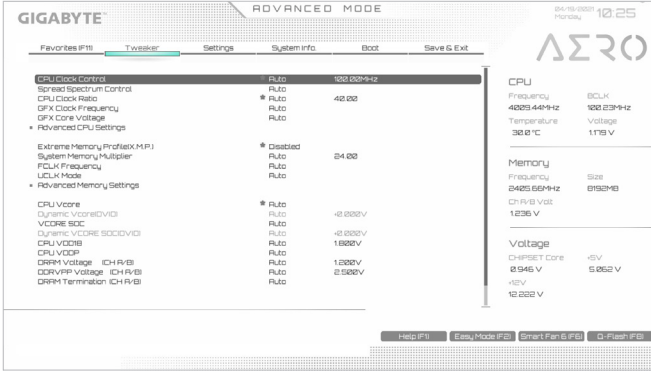 GIGABYTE™
ADVANCED MODE
04/19/2021 Monday 10:25
Favorites (F11) Tweaker Settings System Info. Boot Save & Exit
AERO
CPU Clock Control Auto 100.00MHz
Spread Spectrum Control Auto
CPU Clock Ratio Auto 40.00
GFX Clock Frequency Auto
GFX Core Voltage Auto
Advanced CPU Settings
Extreme Memory Profile(X.M.P.) Disabled
System Memory Multiplier Auto 24.00
FCLK Frequency Auto
UCLK Mode Auto
Advanced Memory Settings
CPU Vcore Auto
Dynamic Vcore(DVID) Auto +0.000V
VCORE SOC Auto
Dynamic VCORE SOC(DVID) Auto +0.000V
CPU VDD18 Auto 1.800V
CPU VDDP Auto
DRAM Voltage (CH A/B) Auto 1.200V
DDRVPP Voltage (CH A/B) Auto 2.500V
DRAM Termination (CH A/B) Auto
CPU
Frequency BCLK
4009.44MHz 100.23MHz
Temperature Voltage
30.0 °C 1.179 V
Memory
Frequency Size
2405.66MHz 8192MB
Ch A/B Volt
1.236 V
Voltage
CHIPSET Core +5V
0.946 V 5.062 V
+12V
12.222 V
Help (F1) Easy Mode (F2) Smart Fan 6 (F6) Q-Flash (F8)